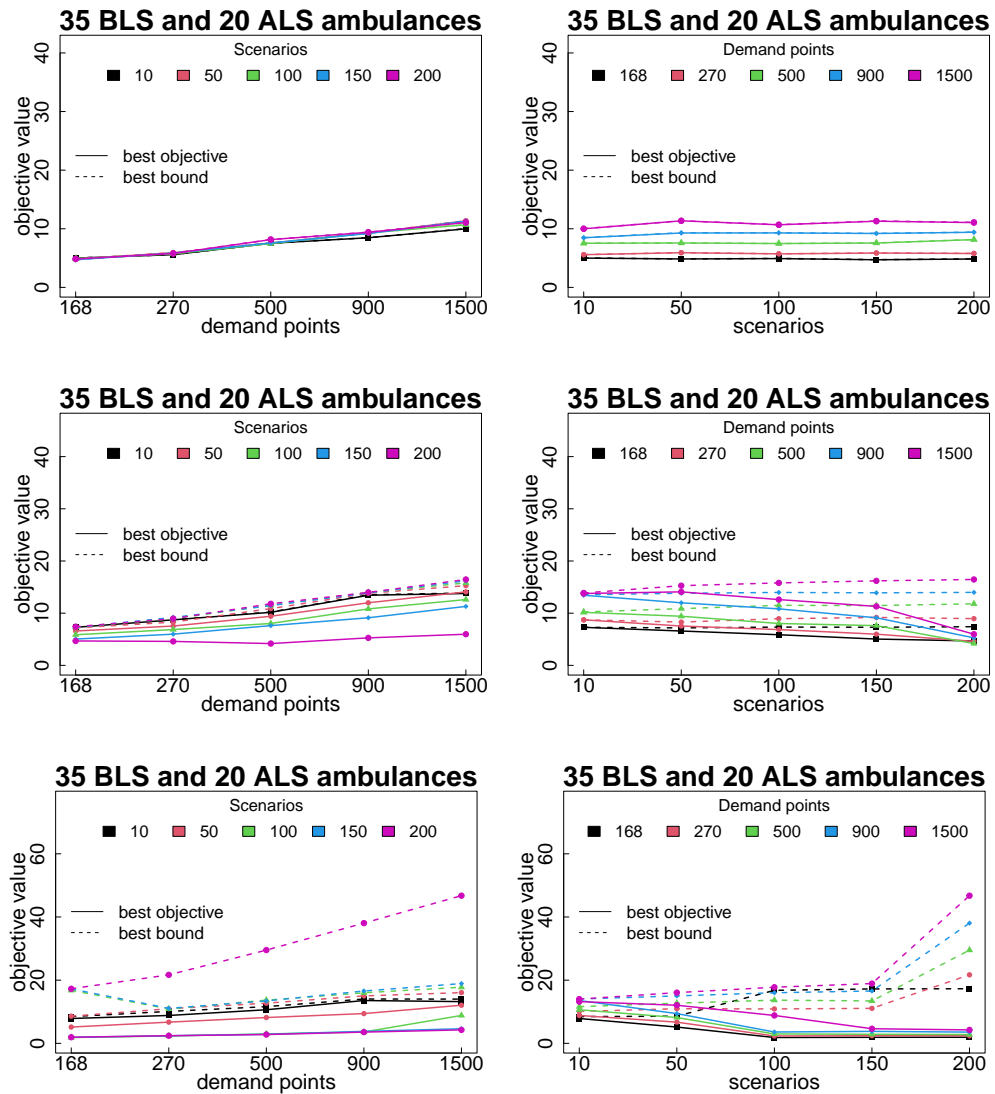 35 BLS and 20 ALS ambulances
Scenarios
10 50 100 150 200
best objective
best bound
objective value
0 10 20 30 40
168 270 500 900 1500
demand points
35 BLS and 20 ALS ambulances
Demand points
168 270 500 900 1500
best objective
best bound
objective value
0 10 20 30 40
10 50 100 150 200
scenarios
35 BLS and 20 ALS ambulances
Scenarios
10 50 100 150 200
best objective
best bound
objective value
0 10 20 30 40
168 270 500 900 1500
demand points
35 BLS and 20 ALS ambulances
Demand points
168 270 500 900 1500
best objective
best bound
objective value
0 10 20 30 40
10 50 100 150 200
scenarios
35 BLS and 20 ALS ambulances
Scenarios
10 50 100 150 200
best objective
best bound
objective value
0 20 40 60
168 270 500 900 1500
demand points
35 BLS and 20 ALS ambulances
Demand points
168 270 500 900 1500
best objective
best bound
objective value
0 20 40 60
10 50 100 150 200
scenarios